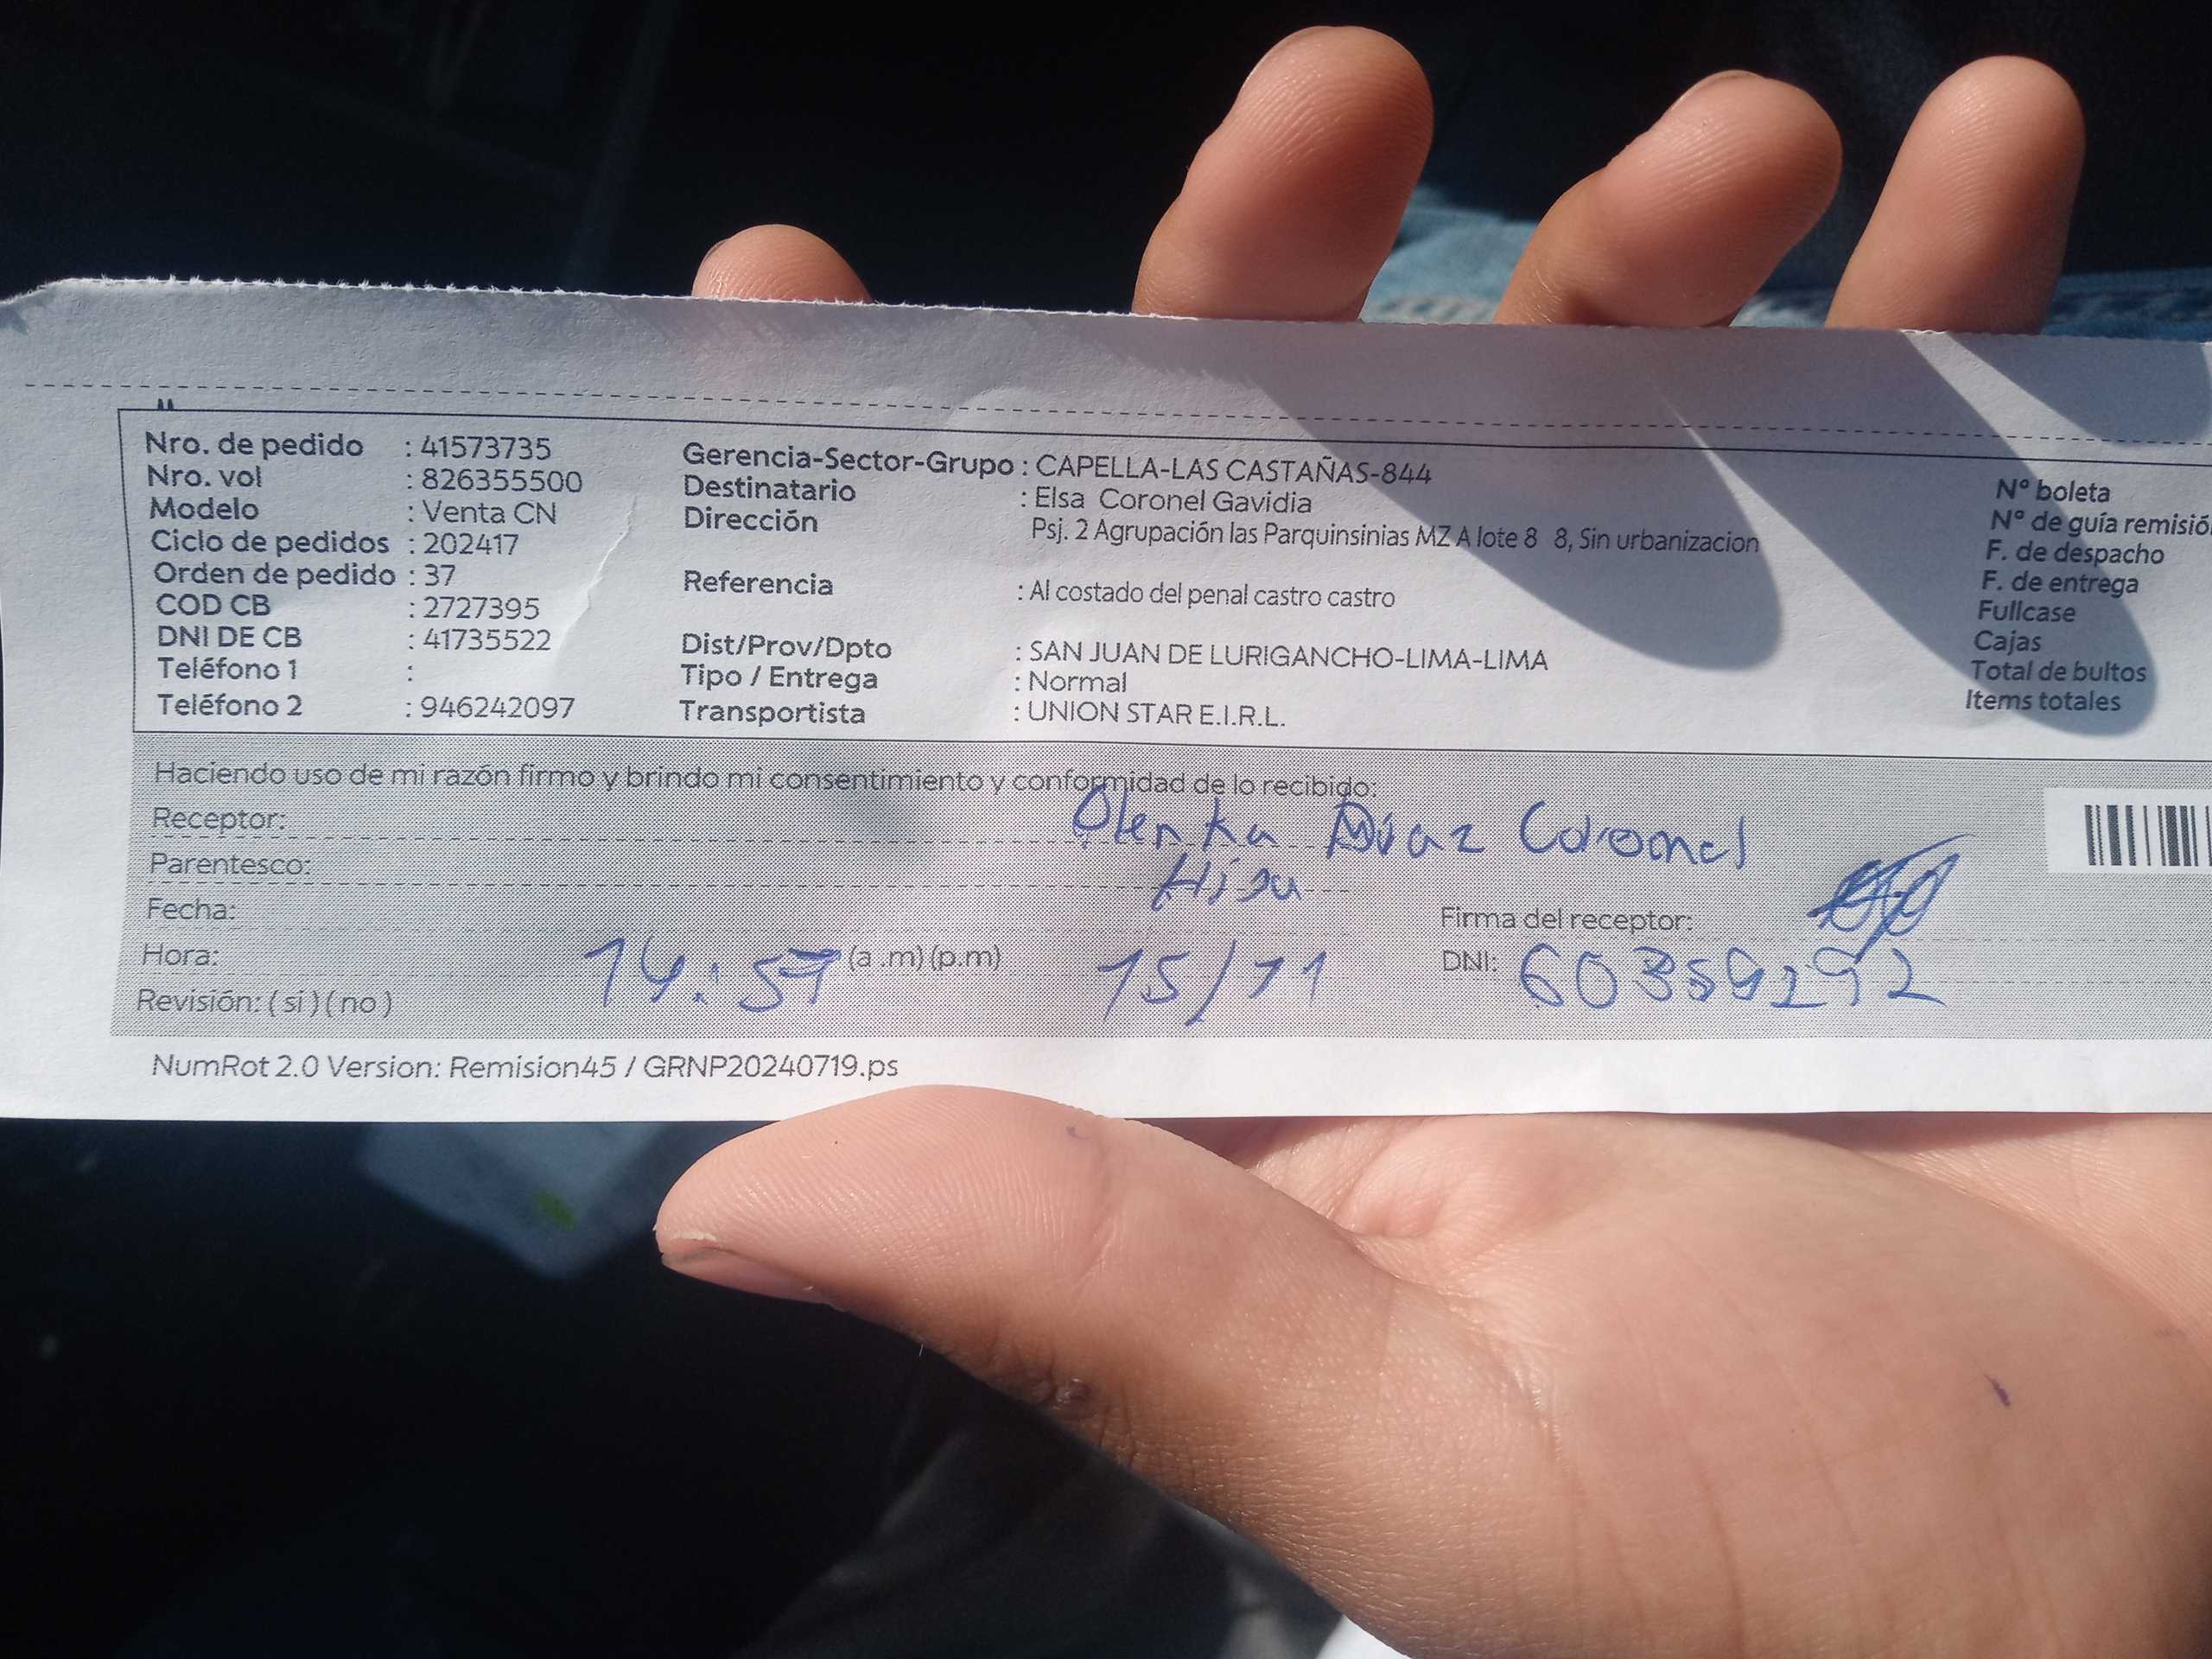 Nro. de pedido : 41573735
Nro. vol : 826355500
Modelo : Venta CN
Ciclo de pedidos : 202417
Orden de pedido : 37
COD CB : 2727395
DNI DE CB : 41735522
Teléfono 1 :
Teléfono 2 : 946242097
Gerencia-Sector-Grupo : CAPELLA-LAS CASTAÑAS-844
Destinatario : Elsa Coronel Gavidia
Dirección Psj. 2 Agrupación las Parquinsinias MZ A lote 8 8, Sin urbanizacion
Referencia : Al costado del penal castro castro
Dist/Prov/Dpto : SAN JUAN DE LURIGANCHO-LIMA-LIMA
Tipo / Entrega : Normal
Transportista : UNION STAR E.I.R.L.
N° boleta
N° de guía remisió
F. de despacho
F. de entrega
Fullcase
Cajas
Total de bultos
Items totales
Haciendo uso de mi razón firmo y brindo mi consentimiento y conformidad de lo recibido:
Receptor: Olenka Diaz Coronel
Parentesco: Hija
Fecha:
Firma del receptor:
Hora: 14:57 (a .m) (p.m) 15/11
DNI:
Revisión: ( si ) ( no )
NumRot 2.0 Version: Remision45 / GRNP20240719.ps